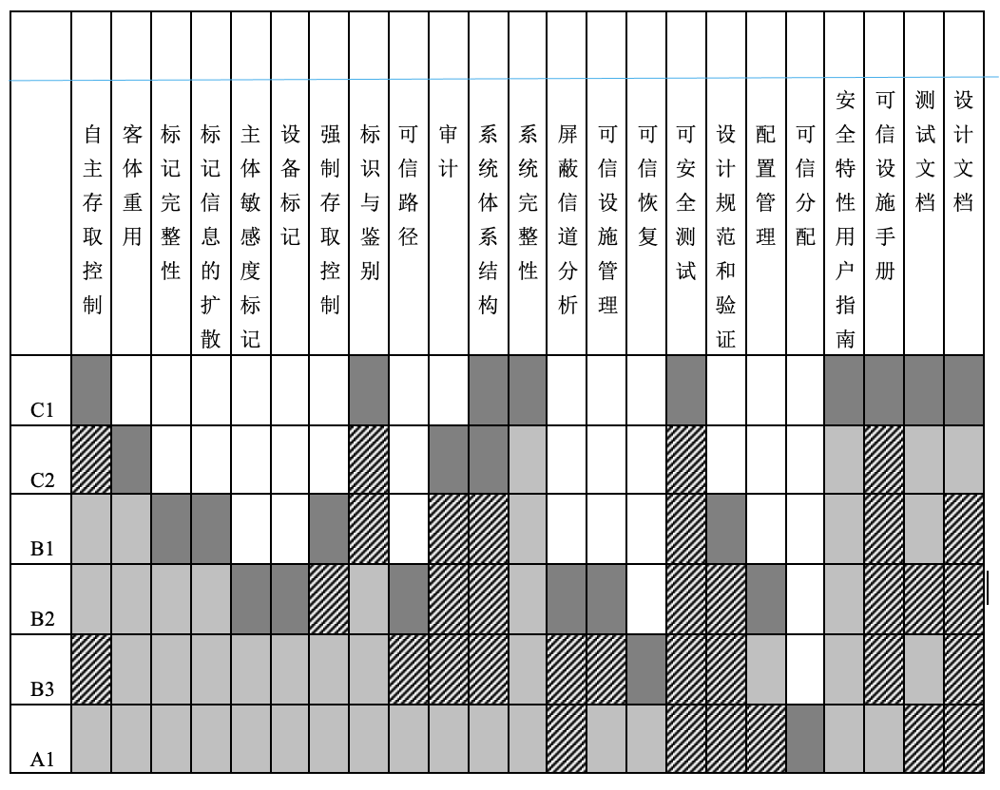 自主存取控制
客体重用
标记完整性
标记信息的扩散
主体敏感度标记
设备标记
强制存取控制
标识与鉴别
可信路径
审计
系统体系结构
系统完整性
屏蔽信道分析
可信设施管理
可信恢复
可安全测试
设计规范和验证
配置管理
可信分配
安全特性用户指南
可信设施手册
测试文档
设计文档
C1
C2
B1
B2
B3
A1